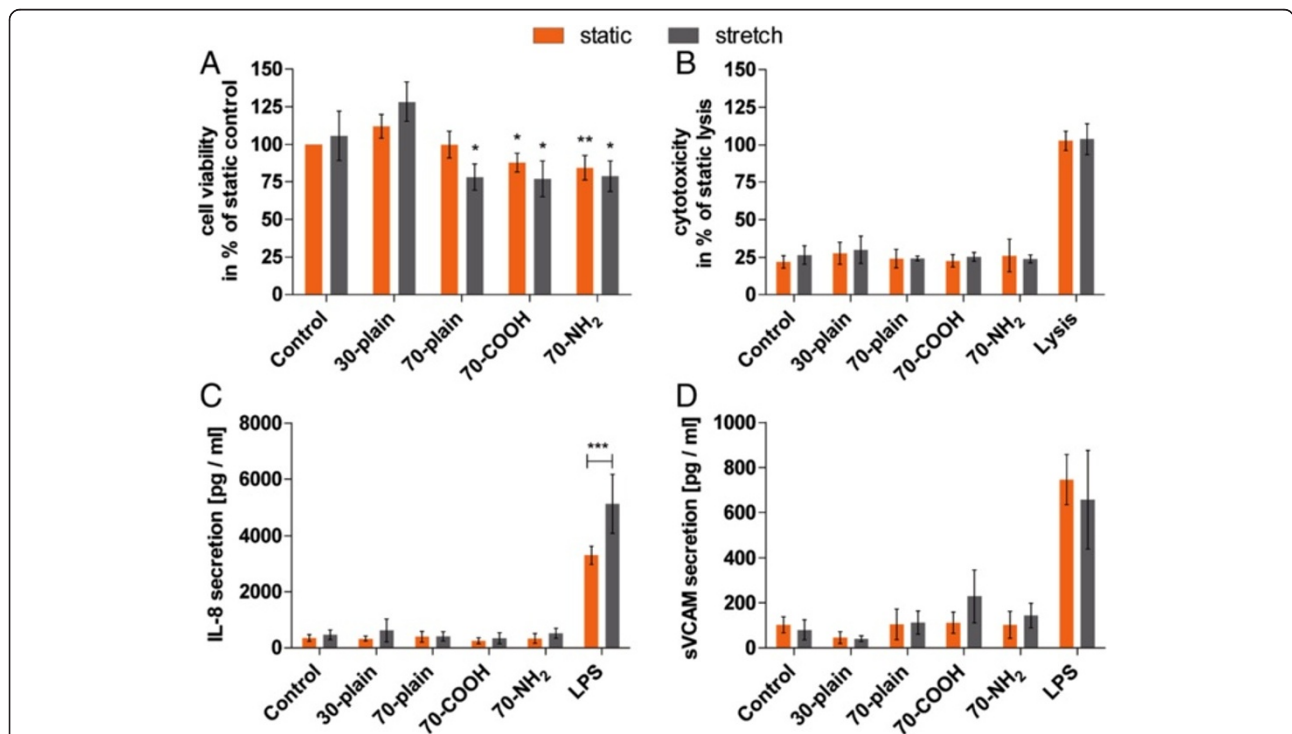 static stretch
A
cell viability
in % of static control
150
125
100
75
50
25
0
* * * ** *
Control 30-plain 70-plain 70-COOH 70-NH₂
B
cytotoxicity
in % of static lysis
150
125
100
75
50
25
0
Control 30-plain 70-plain 70-COOH 70-NH₂ Lysis
C
IL-8 secretion [pg / ml]
8000
6000
4000
2000
0
***
Control 30-plain 70-plain 70-COOH 70-NH₂ LPS
D
sVCAM secretion [pg / ml]
1000
800
600
400
200
0
Control 30-plain 70-plain 70-COOH 70-NH₂ LPS